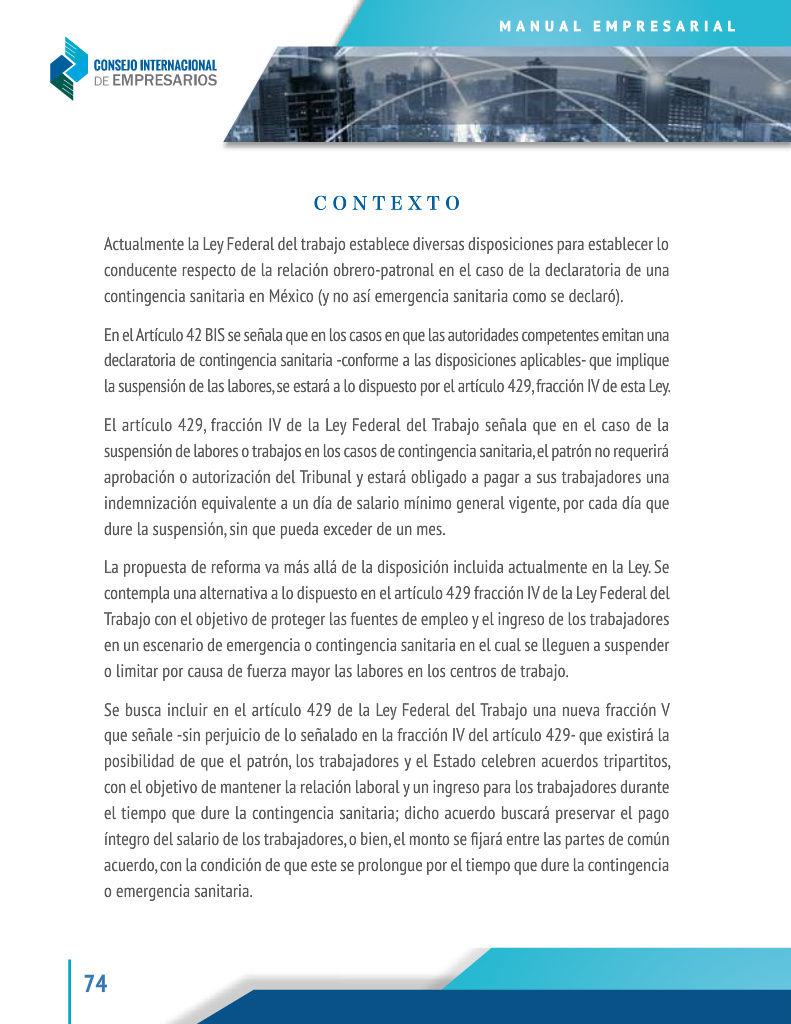 MANUAL EMPRESARIAL
CONSEJO INTERNACIONAL
DE EMPRESARIOS
CONTEXTO
Actualmente la Ley Federal del trabajo establece diversas disposiciones para establecer lo
conducente respecto de la relación obrero-patronal en el caso de la declaratoria de una
contingencia sanitaria en México (y no así emergencia sanitaria como se declaró).
En el Artículo 42 BIS se señala que en los casos en que las autoridades competentes emitan una
declaratoria de contingencia sanitaria -conforme a las disposiciones aplicables- que implique
la suspensión de las labores, se estará a lo dispuesto por el artículo 429, fracción IV de esta Ley.
El artículo 429, fracción IV de la Ley Federal del Trabajo señala que en el caso de la
suspensión de labores o trabajos en los casos de contingencia sanitaria, el patrón no requerirá
aprobación o autorización del Tribunal y estará obligado a pagar a sus trabajadores una
indemnización equivalente a un día de salario mínimo general vigente, por cada día que
dure la suspensión, sin que pueda exceder de un mes.
La propuesta de reforma va más allá de la disposición incluida actualmente en la Ley. Se
contempla una alternativa a lo dispuesto en el artículo 429 fracción IV de la Ley Federal del
Trabajo con el objetivo de proteger las fuentes de empleo y el ingreso de los trabajadores
en un escenario de emergencia o contingencia sanitaria en el cual se lleguen a suspender
o limitar por causa de fuerza mayor las labores en los centros de trabajo.
Se busca incluir en el artículo 429 de la Ley Federal del Trabajo una nueva fracción V
que señale -sin perjuicio de lo señalado en la fracción IV del artículo 429- que existirá la
posibilidad de que el patrón, los trabajadores y el Estado celebren acuerdos tripartitos,
con el objetivo de mantener la relación laboral y un ingreso para los trabajadores durante
el tiempo que dure la contingencia sanitaria; dicho acuerdo buscará preservar el pago
íntegro del salario de los trabajadores, o bien, el monto se fijará entre las partes de común
acuerdo, con la condición de que este se prolongue por el tiempo que dure la contingencia
o emergencia sanitaria.
74